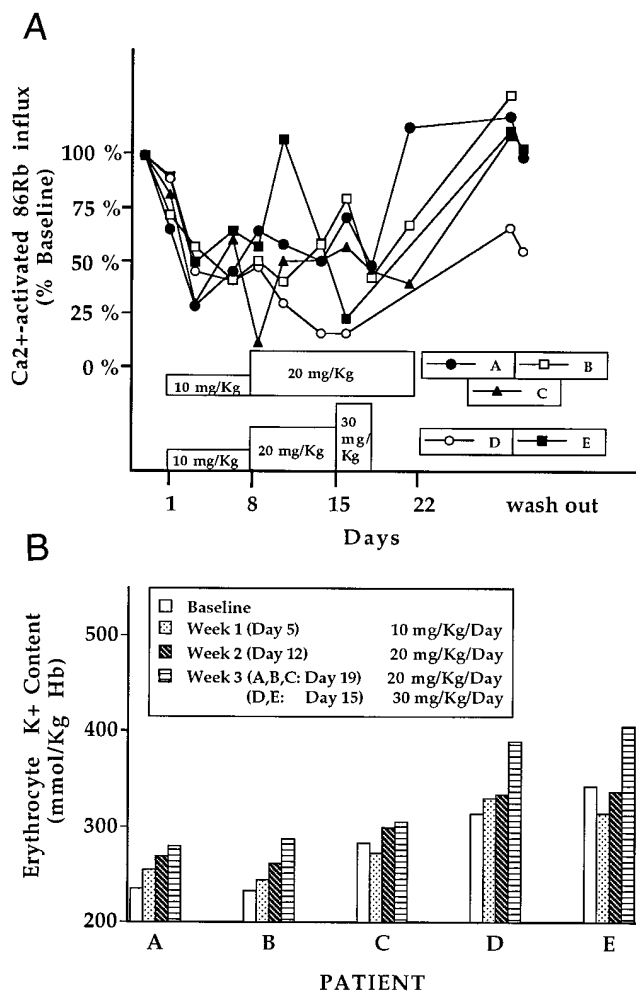 A
Ca2+-activated 86Rb influx
(% Baseline)
100 %
75 %
50 %
25 %
0 %
10 mg/Kg
20 mg/Kg
A
B
C
10 mg/Kg
20 mg/Kg
30
mg/
Kg
D
E
1
8
15
22
wash out
Days
B
Erythrocyte K+ Content
(mmol/Kg Hb)
500
400
300
200
Baseline
Week 1 (Day 5) 10 mg/Kg/Day
Week 2 (Day 12) 20 mg/Kg/Day
Week 3 (A,B,C: Day 19) 20 mg/Kg/Day
(D,E: Day 15) 30 mg/Kg/Day
A
B
C
D
E
PATIENT